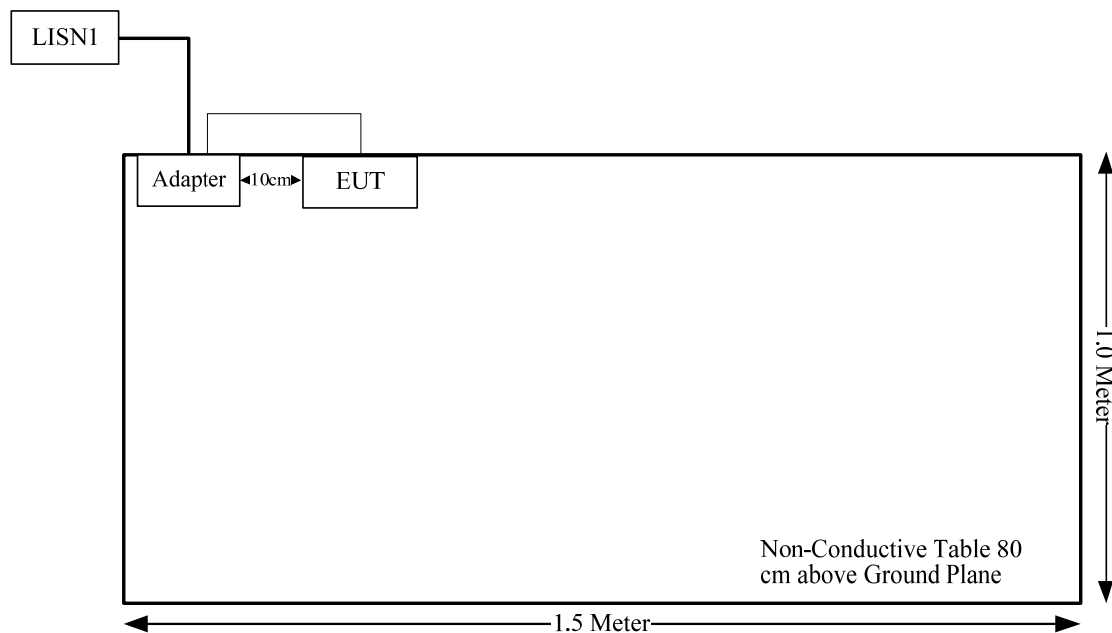 LISN1
Adapter
10cm
EUT
1.0 Meter
Non-Conductive Table 80
cm above Ground Plane
1.5 Meter